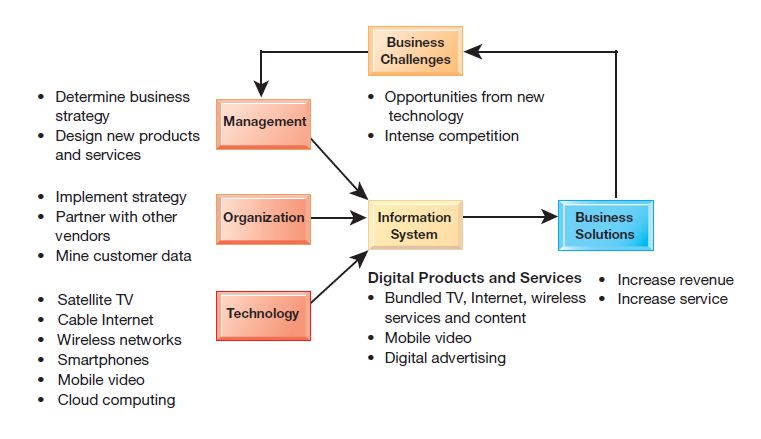 Business
Challenges
• Opportunities from new
technology
• Intense competition
• Determine business
strategy
• Design new products
and services
Management
• Implement strategy
• Partner with other
vendors
• Mine customer data
Organization
• Satellite TV
• Cable Internet
• Wireless networks
• Smartphones
• Mobile video
• Cloud computing
Technology
Information
System
Digital Products and Services
• Bundled TV, Internet, wireless
services and content
• Mobile video
• Digital advertising
Business
Solutions
• Increase revenue
• Increase service